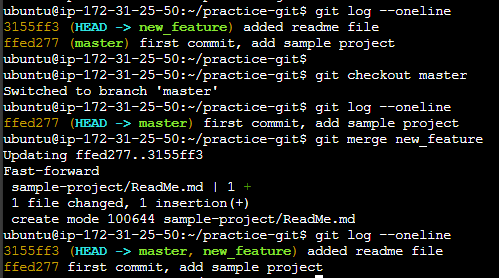 ubuntu@ip-172-31-25-50:~/practice-git$ git log --oneline
3155ff3 (HEAD -> new_feature) added readme file
ffed277 (master) first commit, add sample project
ubuntu@ip-172-31-25-50:~/practice-git$
ubuntu@ip-172-31-25-50:~/practice-git$ git checkout master
Switched to branch 'master'
ubuntu@ip-172-31-25-50:~/practice-git$ git log --oneline
ffed277 (HEAD -> master) first commit, add sample project
ubuntu@ip-172-31-25-50:~/practice-git$ git merge new_feature
Updating ffed277..3155ff3
Fast-forward
 sample-project/ReadMe.md | 1 +
 1 file changed, 1 insertion(+)
 create mode 100644 sample-project/ReadMe.md
ubuntu@ip-172-31-25-50:~/practice-git$ git log --oneline
3155ff3 (HEAD -> master, new_feature) added readme file
ffed277 first commit, add sample project